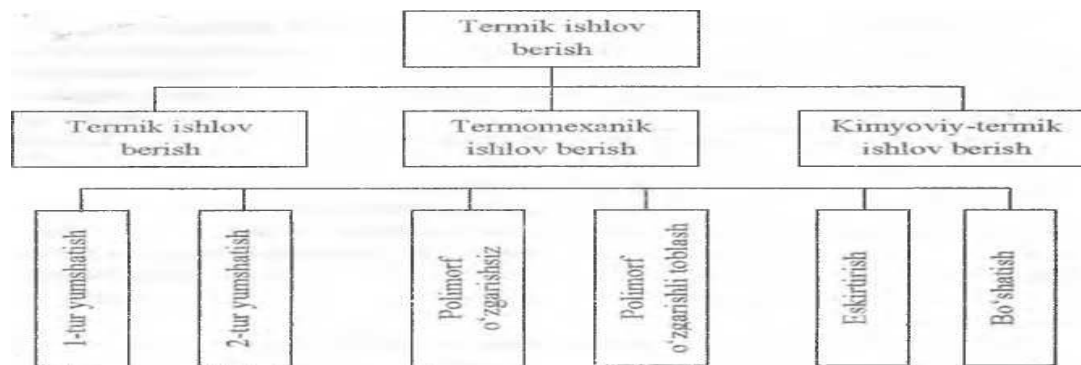 Termik ishlov
berish
Termik ishlov
berish
Termomexanik
ishlov berish
Kimyoviy-termik
ishlov berish
1-tur yumshatish
2-tur yumshatish
Polimorf
o‘zgarishsiz
Polimorf
o‘zgarishli toblash
Eskirtirish
Bo‘shatish